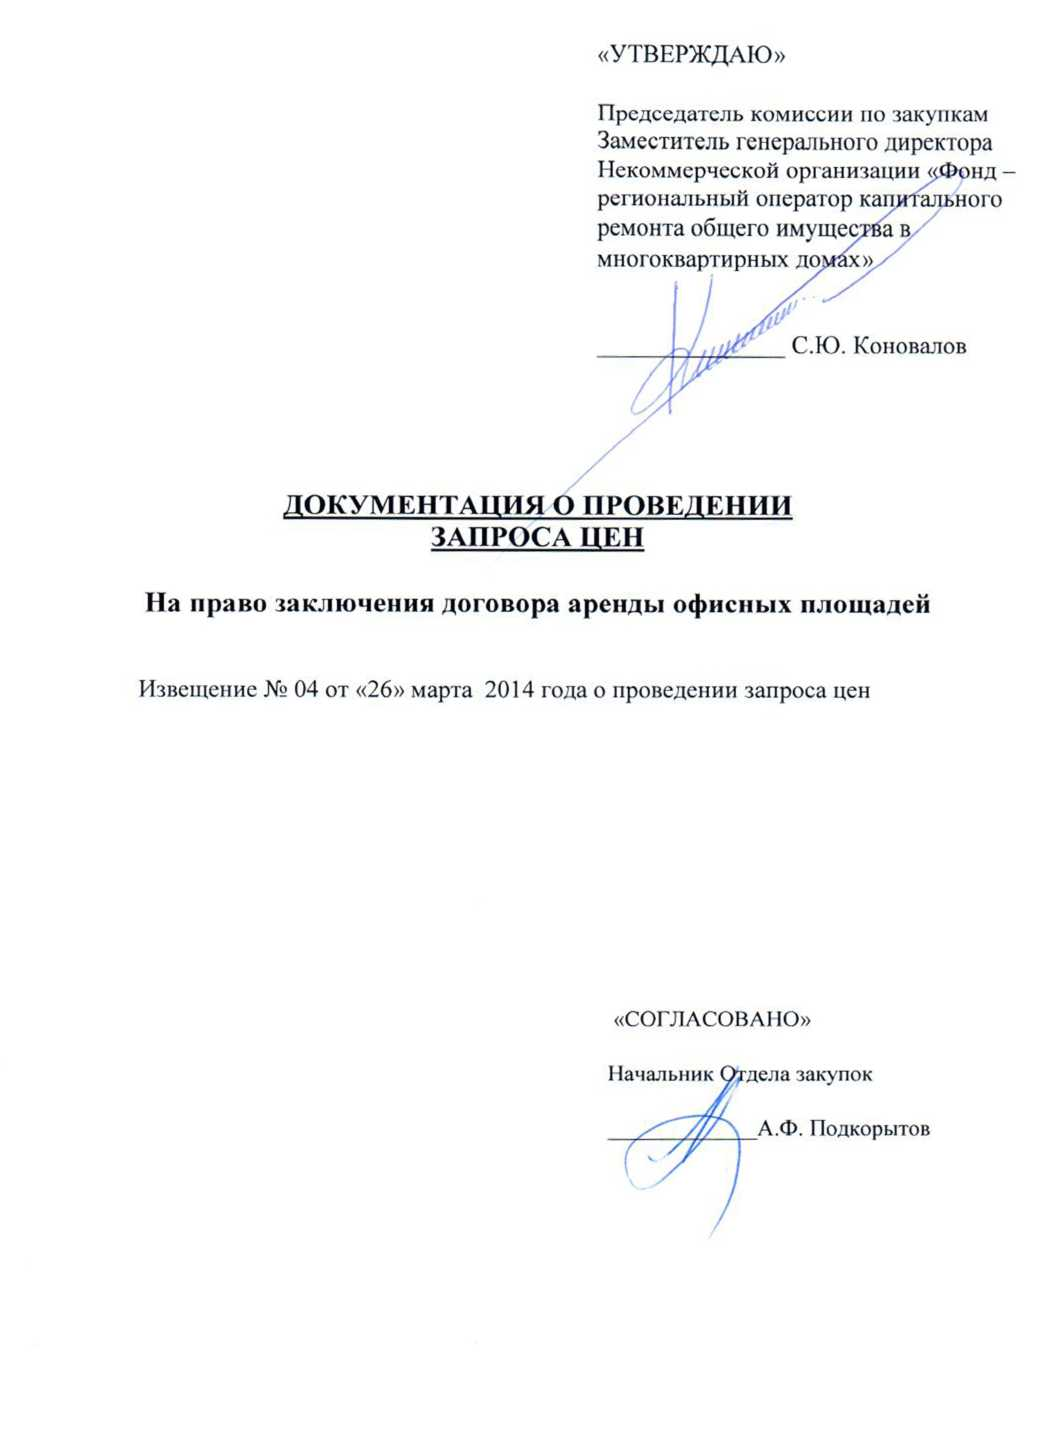 «УТВЕРЖДАЮ»
Председатель комиссии по закупкам
Заместитель генерального директора
Некоммерческой организации «Фонд –
региональный оператор капитального
ремонта общего имущества в
многоквартирных домах»
_______________ С.Ю. Коновалов
ДОКУМЕНТАЦИЯ О ПРОВЕДЕНИИ
ЗАПРОСА ЦЕН
На право заключения договора аренды офисных площадей
Извещение № 04 от «26» марта 2014 года о проведении запроса цен
«СОГЛАСОВАНО»
Начальник Отдела закупок
_____________А.Ф. Подкорытов